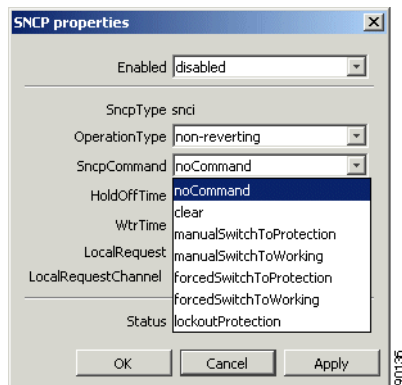 SNCP properties
Enabled disabled
SncpType snci
OperationType non-reverting
SncpCommand noCommand
HoldOffTime noCommand
clear
WtrTime manualSwitchToProtection
manualSwitchToWorking
LocalRequest
LocalRequestChannel forcedSwitchToProtection
forcedSwitchToWorking
Status lockoutProtection
OK Cancel Apply
90136